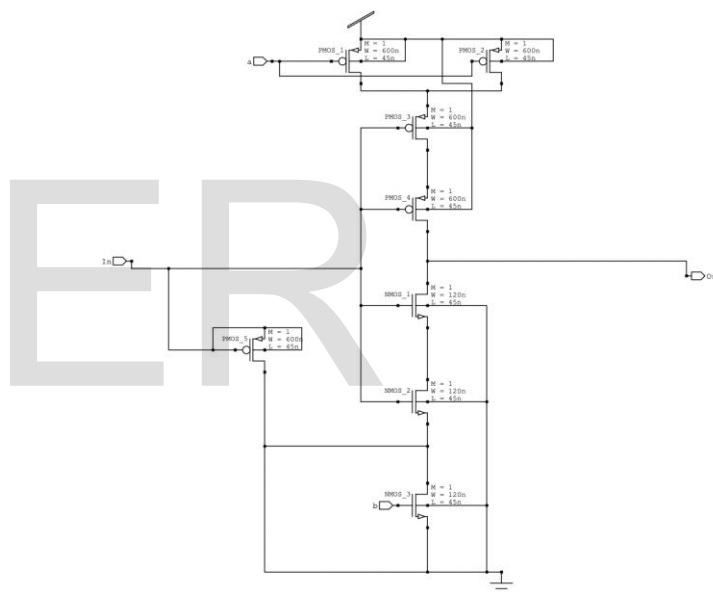 PMOS_1
M = 1
W = 600n
L = 45n
PMOS_2
M = 1
W = 600n
L = 45n
a
PMOS_3
M = 1
W = 600n
L = 45n
PMOS_4
M = 1
W = 600n
L = 45n
ER
In
O
NMOS_1
M = 1
W = 120n
L = 45n
PMOS_5
M = 1
W = 600n
L = 45n
NMOS_2
M = 1
W = 120n
L = 45n
NMOS_3
M = 1
W = 120n
L = 45n
b